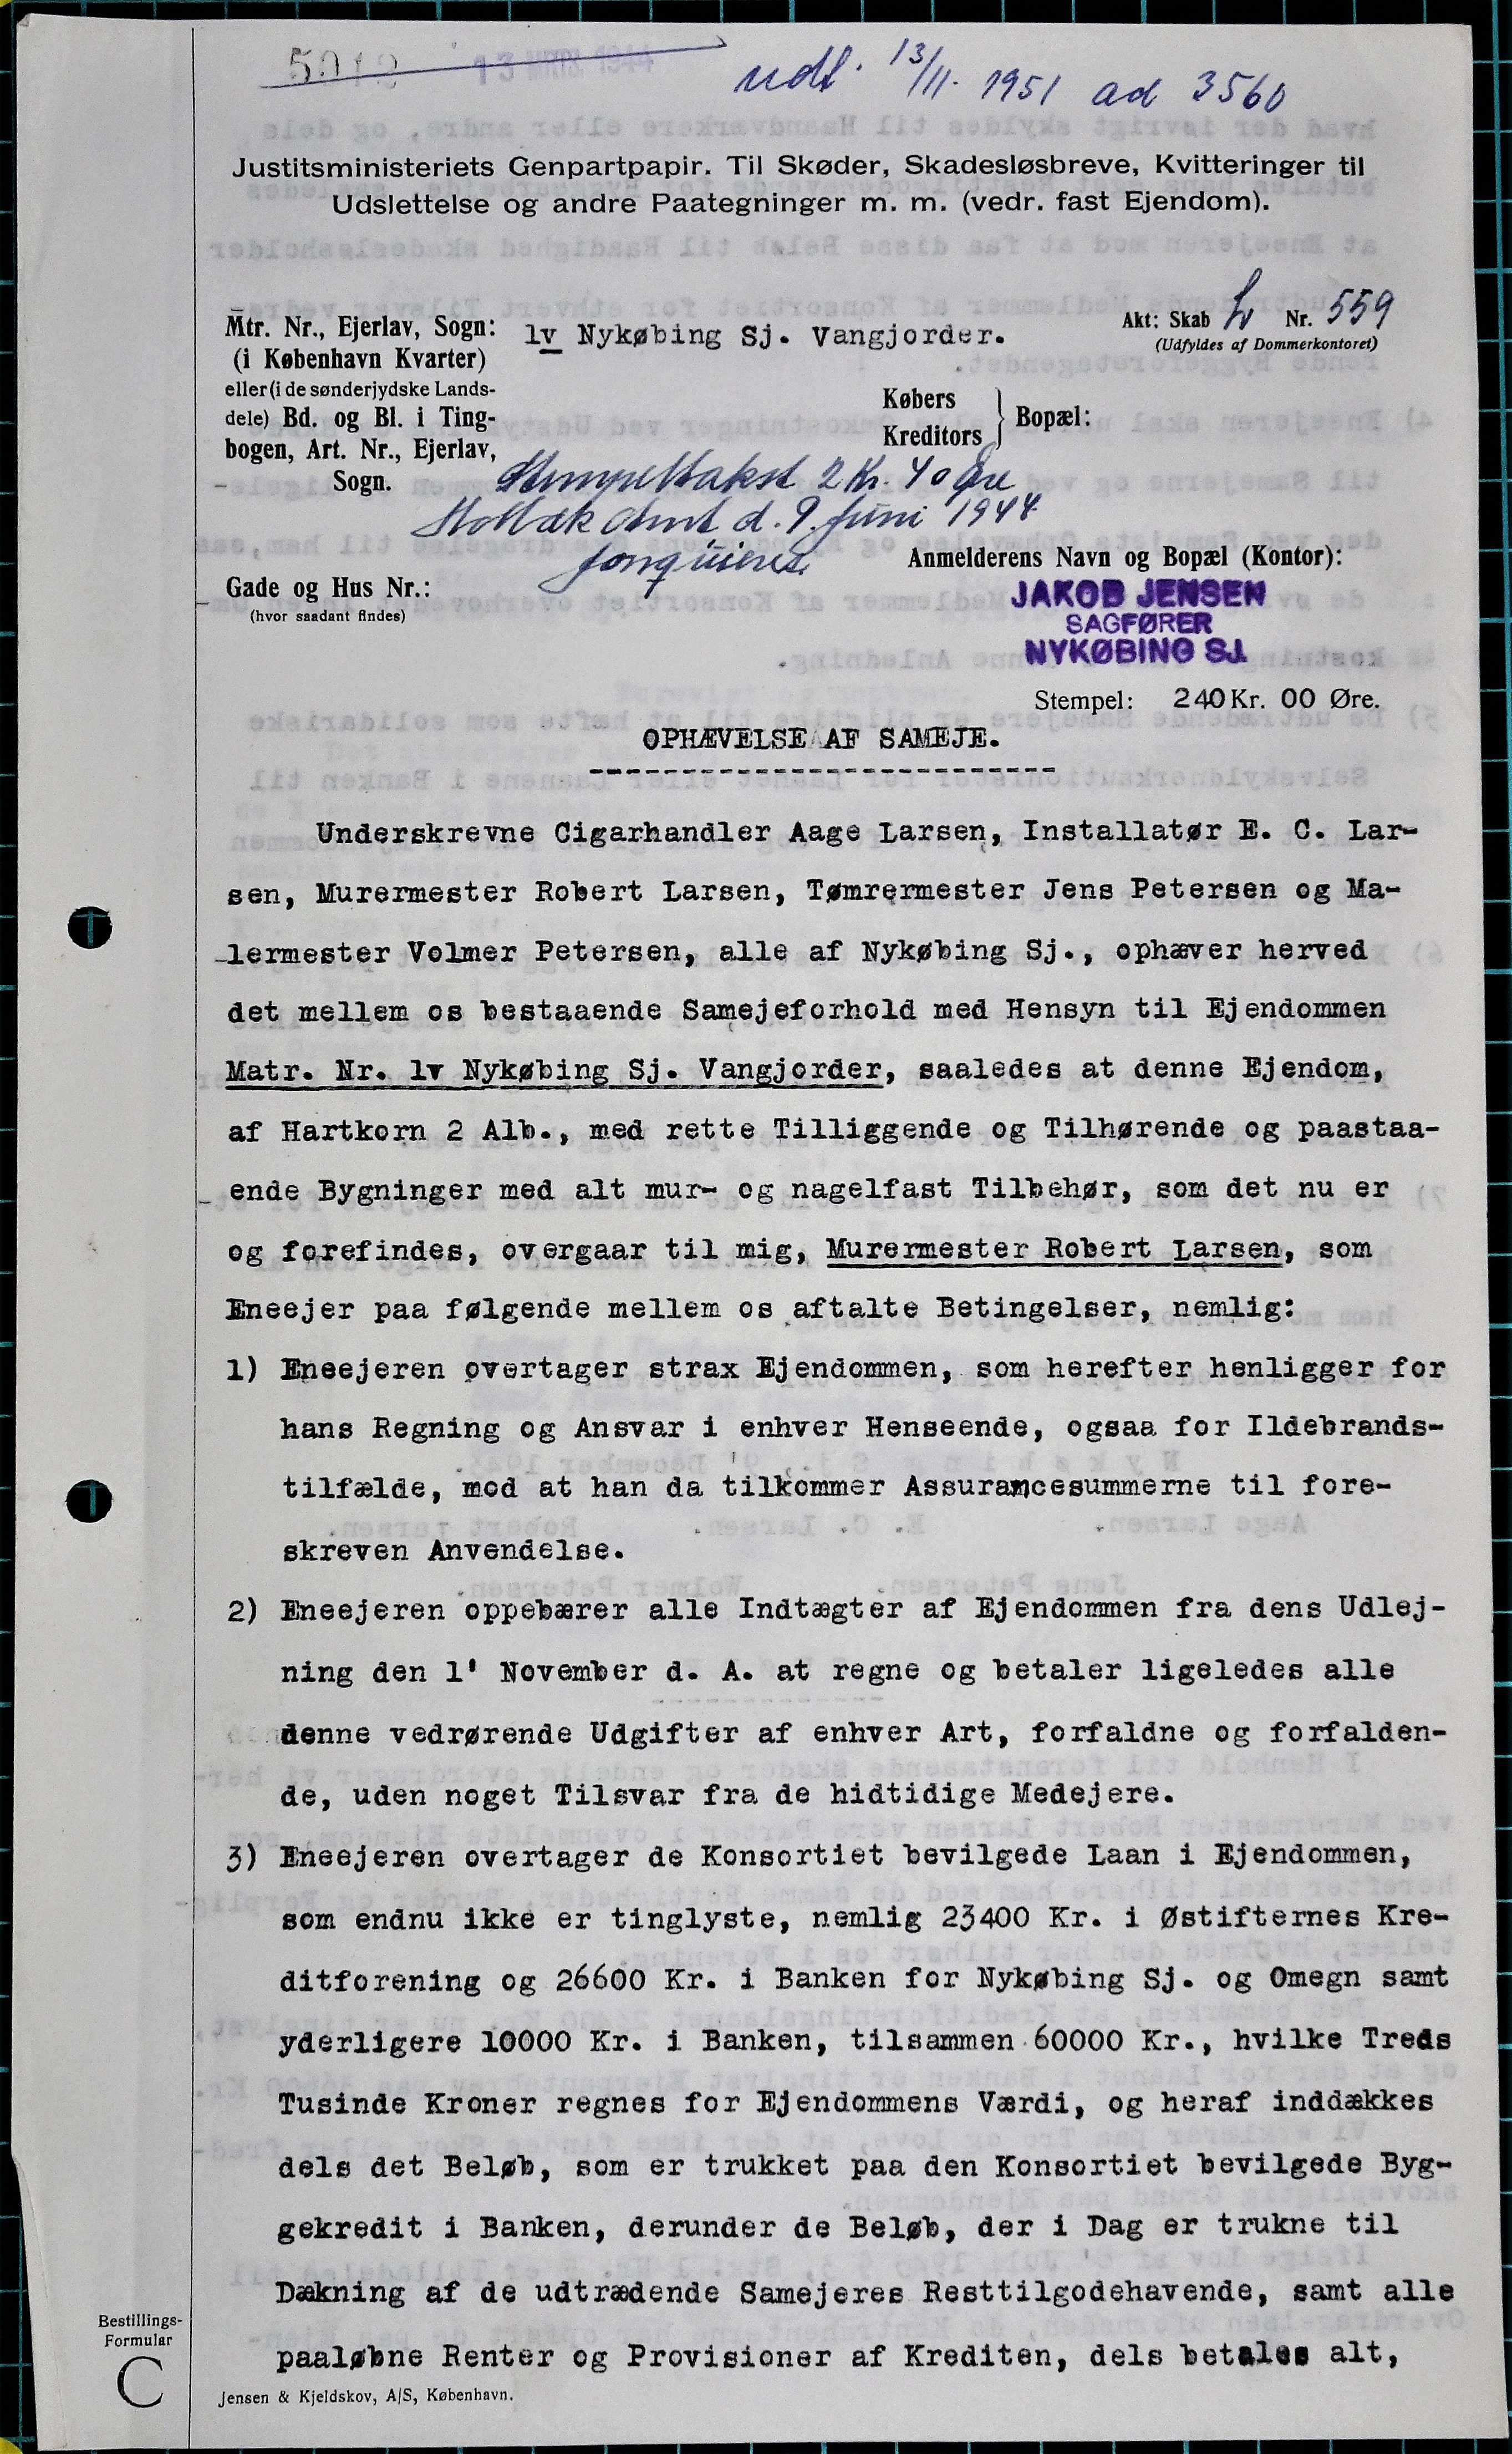 5012 13 MRTS. 1944
udl. 13/11. 1951 ad 3560
Justitsministeriets Genpartpapir. Til Skøder, Skadesløsbreve, Kvitteringer til
Udslettelse og andre Paategninger m. m. (vedr. fast Ejendom).
Mtr. Nr., Ejerlav, Sogn: 1v Nykøbing Sj. Vangjorder.
(i København Kvarter)
eller (i de sønderjydske Lands-
dele) Bd. og Bl. i Ting-
bogen, Art. Nr., Ejerlav,
Sogn.
Akt: Skab Nr. 559
(Udfyldes af Dommerkontoret)
Købers
Kreditors } Bopæl:
Stempeltakst 2 Kr. 40 Øre
Holbæk Amt d. 9. Juni 1944
Jonquieres
Gade og Hus Nr.:
(hvor saadant findes)
Anmelderens Navn og Bopæl (Kontor):
JAKOB JENSEN
SAGFØRER
NYKØBING SJ.
Stempel: 240 Kr. 00 Øre.
OPHÆVELSE AF SAMEJE.
--------------------------
Underskrevne Cigarhandler Aage Larsen, Installatør E. C. Lar-
sen, Murermester Robert Larsen, Tømrermester Jens Petersen og Ma-
lermester Volmer Petersen, alle af Nykøbing Sj., ophæver herved
det mellem os bestaaende Samejeforhold med Hensyn til Ejendommen
Matr. Nr. 1v Nykøbing Sj. Vangjorder, saaledes at denne Ejendom,
af Hartkorn 2 Alb., med rette Tilliggende og Tilhørende og paastaa-
ende Bygninger med alt mur- og nagelfast Tilbehør, som det nu er
og forefindes, overgaar til mig, Murermester Robert Larsen, som
Eneejer paa følgende mellem os aftalte Betingelser, nemlig:
1) Eneejeren overtager strax Ejendommen, som herefter henligger for
hans Regning og Ansvar i enhver Henseende, ogsaa for Ildebrands-
tilfælde, mod at han da tilkommer Assurancesummerne til fore-
skreven Anvendelse.
2) Eneejeren oppebærer alle Indtægter af Ejendommen fra dens Udlej-
ning den 1' November d. A. at regne og betaler ligeledes alle
denne vedrørende Udgifter af enhver Art, forfaldne og forfalden-
de, uden noget Tilsvar fra de hidtidige Medejere.
3) Eneejeren overtager de Konsortiet bevilgede Laan i Ejendommen,
som endnu ikke er tinglyste, nemlig 23400 Kr. i Østifternes Kre-
ditforening og 26600 Kr. i Banken for Nykøbing Sj. og Omegn samt
yderligere 10000 Kr. i Banken, tilsammen 60000 Kr., hvilke Treds
Tusinde Kroner regnes for Ejendommens Værdi, og heraf inddækkes
dels det Beløb, som er trukket paa den Konsortiet bevilgede Byg-
gekredit i Banken, derunder de Beløb, der i Dag er trukne til
Dækning af de udtrædende Samejeres Resttilgodehavende, samt alle
paaløbne Renter og Provisioner af Krediten, dels betales alt,
Bestillings-
Formular
C
Jensen & Kjeldskov, A/S, København.